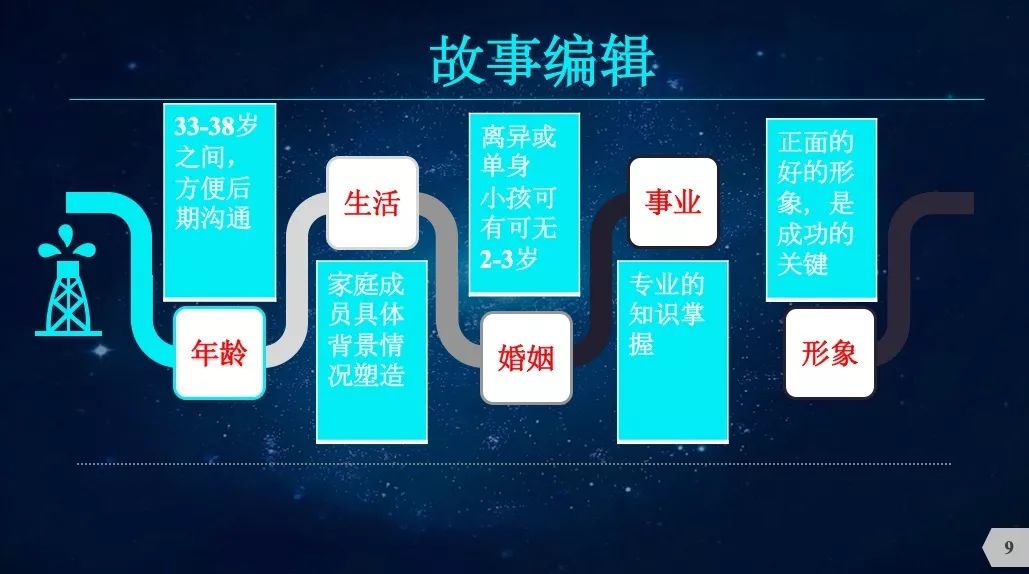 故事编辑
33-38岁
之间，
方便后
期沟通
年龄
生活
家庭成
员具体
背景情
况塑造
离异或
单身
小孩可
有可无
2-3岁
婚姻
事业
专业的
知识掌
握
正面的
好的形
象，是
成功的
关键
形象
9